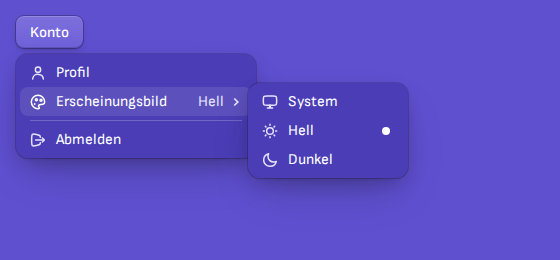 Konto
Profil
Erscheinungsbild Hell
Abmelden
System
Hell
Dunkel